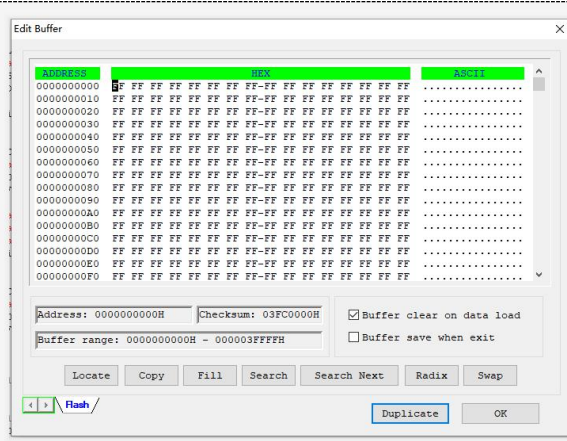 Edit Buffer
ADDRESS HEX ASCII
0000000000 FF FF FF FF FF FF FF FF-FF FF FF FF FF FF FF FF ................
0000000010 FF FF FF FF FF FF FF FF-FF FF FF FF FF FF FF FF ................
0000000020 FF FF FF FF FF FF FF FF-FF FF FF FF FF FF FF FF ................
0000000030 FF FF FF FF FF FF FF FF-FF FF FF FF FF FF FF FF ................
0000000040 FF FF FF FF FF FF FF FF-FF FF FF FF FF FF FF FF ................
0000000050 FF FF FF FF FF FF FF FF-FF FF FF FF FF FF FF FF ................
0000000060 FF FF FF FF FF FF FF FF-FF FF FF FF FF FF FF FF ................
0000000070 FF FF FF FF FF FF FF FF-FF FF FF FF FF FF FF FF ................
0000000080 FF FF FF FF FF FF FF FF-FF FF FF FF FF FF FF FF ................
0000000090 FF FF FF FF FF FF FF FF-FF FF FF FF FF FF FF FF ................
00000000A0 FF FF FF FF FF FF FF FF-FF FF FF FF FF FF FF FF ................
00000000B0 FF FF FF FF FF FF FF FF-FF FF FF FF FF FF FF FF ................
00000000C0 FF FF FF FF FF FF FF FF-FF FF FF FF FF FF FF FF ................
00000000D0 FF FF FF FF FF FF FF FF-FF FF FF FF FF FF FF FF ................
00000000E0 FF FF FF FF FF FF FF FF-FF FF FF FF FF FF FF FF ................
00000000F0 FF FF FF FF FF FF FF FF-FF FF FF FF FF FF FF FF ................
Address: 0000000000H Checksum: 03FC0000H
Buffer clear on data load
Buffer range: 0000000000H - 000003FFFFH
Buffer save when exit
Locate Copy Fill Search Search Next Radix Swap
Flash
Duplicate OK